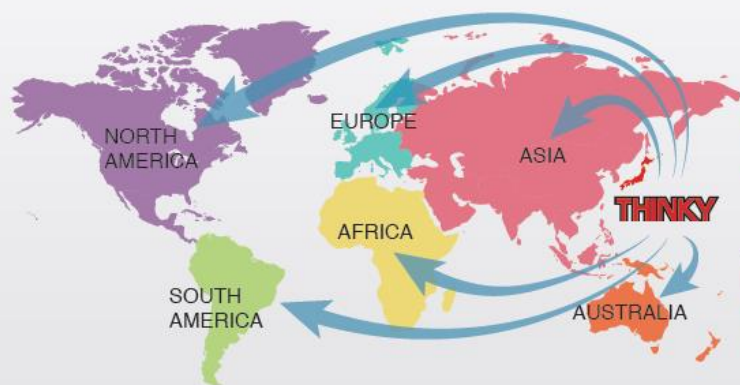 EUROPE
NORTH
AMERICA
ASIA
THINKY
AFRICA
SOUTH
AMERICA
AUSTRALIA